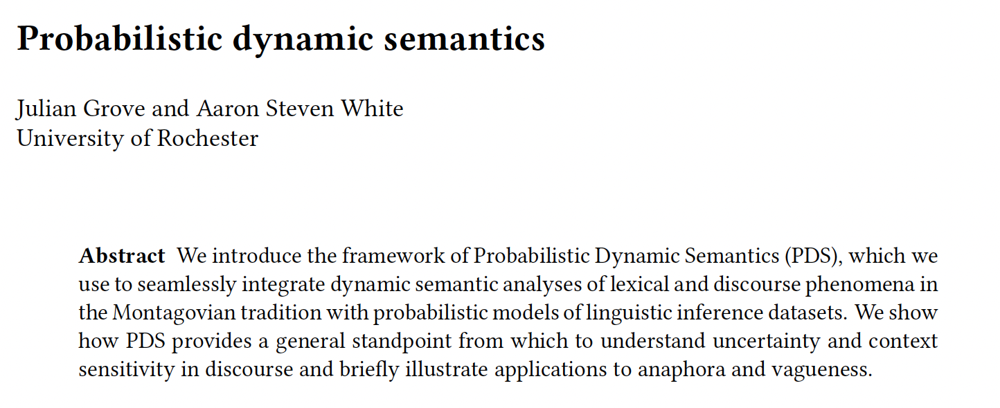 Probabilistic dynamic semantics
Julian Grove and Aaron Steven White
University of Rochester
Abstract We introduce the framework of Probabilistic Dynamic Semantics (PDS), which we
use to seamlessly integrate dynamic semantic analyses of lexical and discourse phenomena in
the Montagovian tradition with probabilistic models of linguistic inference datasets. We show
how PDS provides a general standpoint from which to understand uncertainty and context
sensitivity in discourse and briefly illustrate applications to anaphora and vagueness.